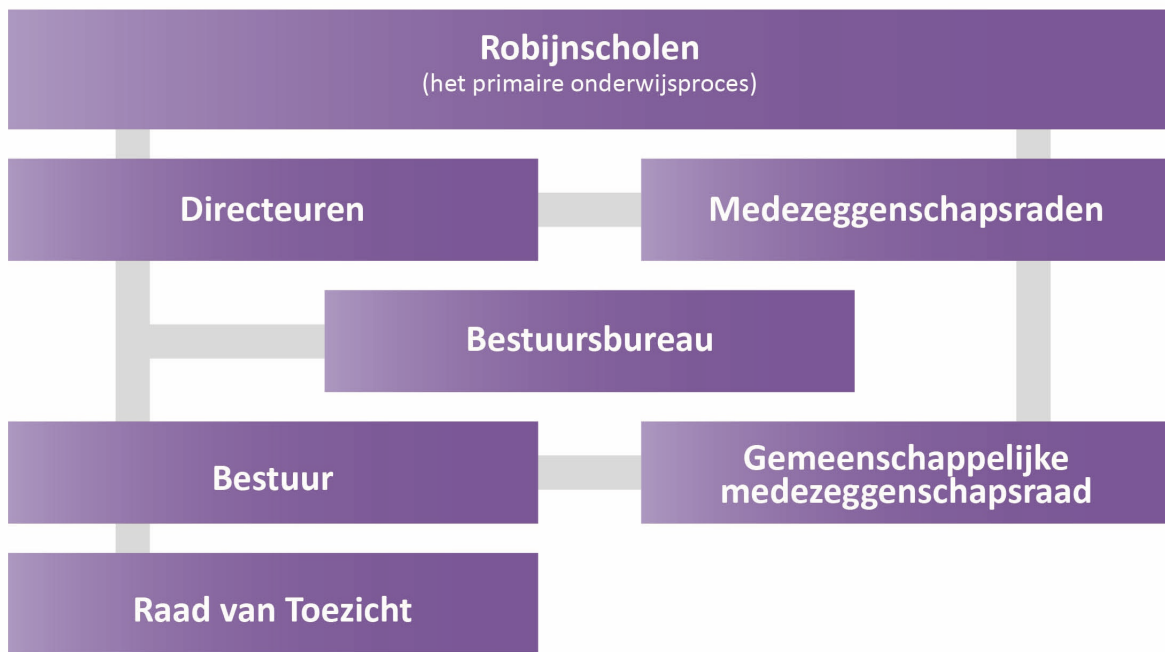 Robijnscholen
(het primaire onderwijsproces)
Directeuren
Medezeggenschapsraden
Bestuursbureau
Bestuur
Gemeenschappelijke
medezeggenschapsraad
Raad van Toezicht